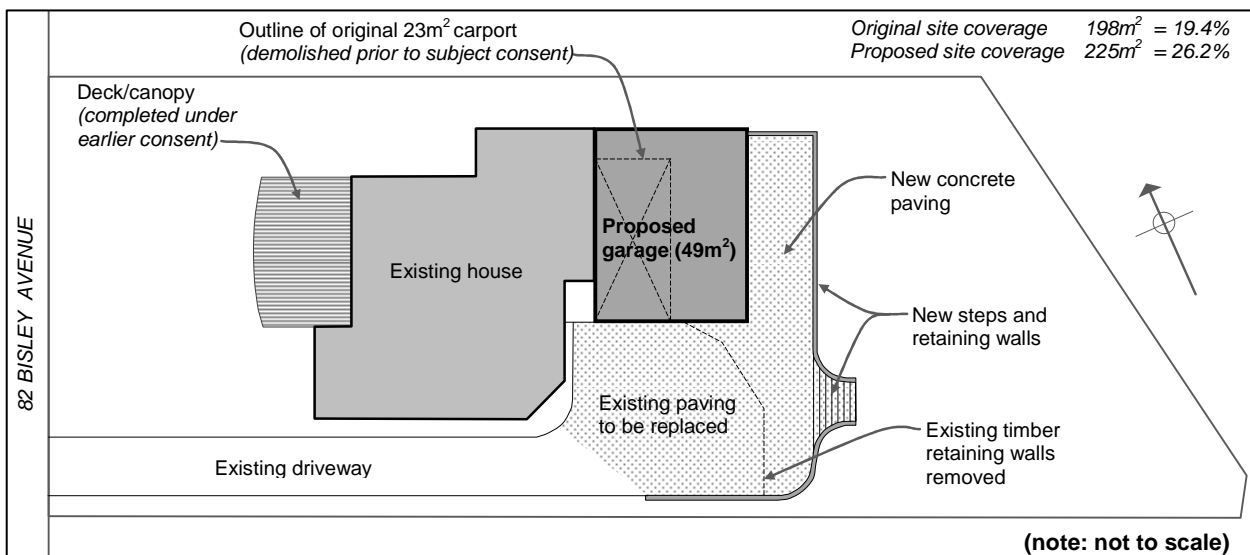 Outline of original 23m² carport
(demolished prior to subject consent)
Original site coverage 198m² = 19.4%
Proposed site coverage 225m² = 26.2%
Deck/canopy
(completed under
earlier consent)
New concrete
paving
Proposed
garage (49m²)
Existing house
82 BISLEY AVENUE
New steps and
retaining walls
Existing paving
to be replaced
Existing timber
retaining walls
removed
Existing driveway
(note: not to scale)